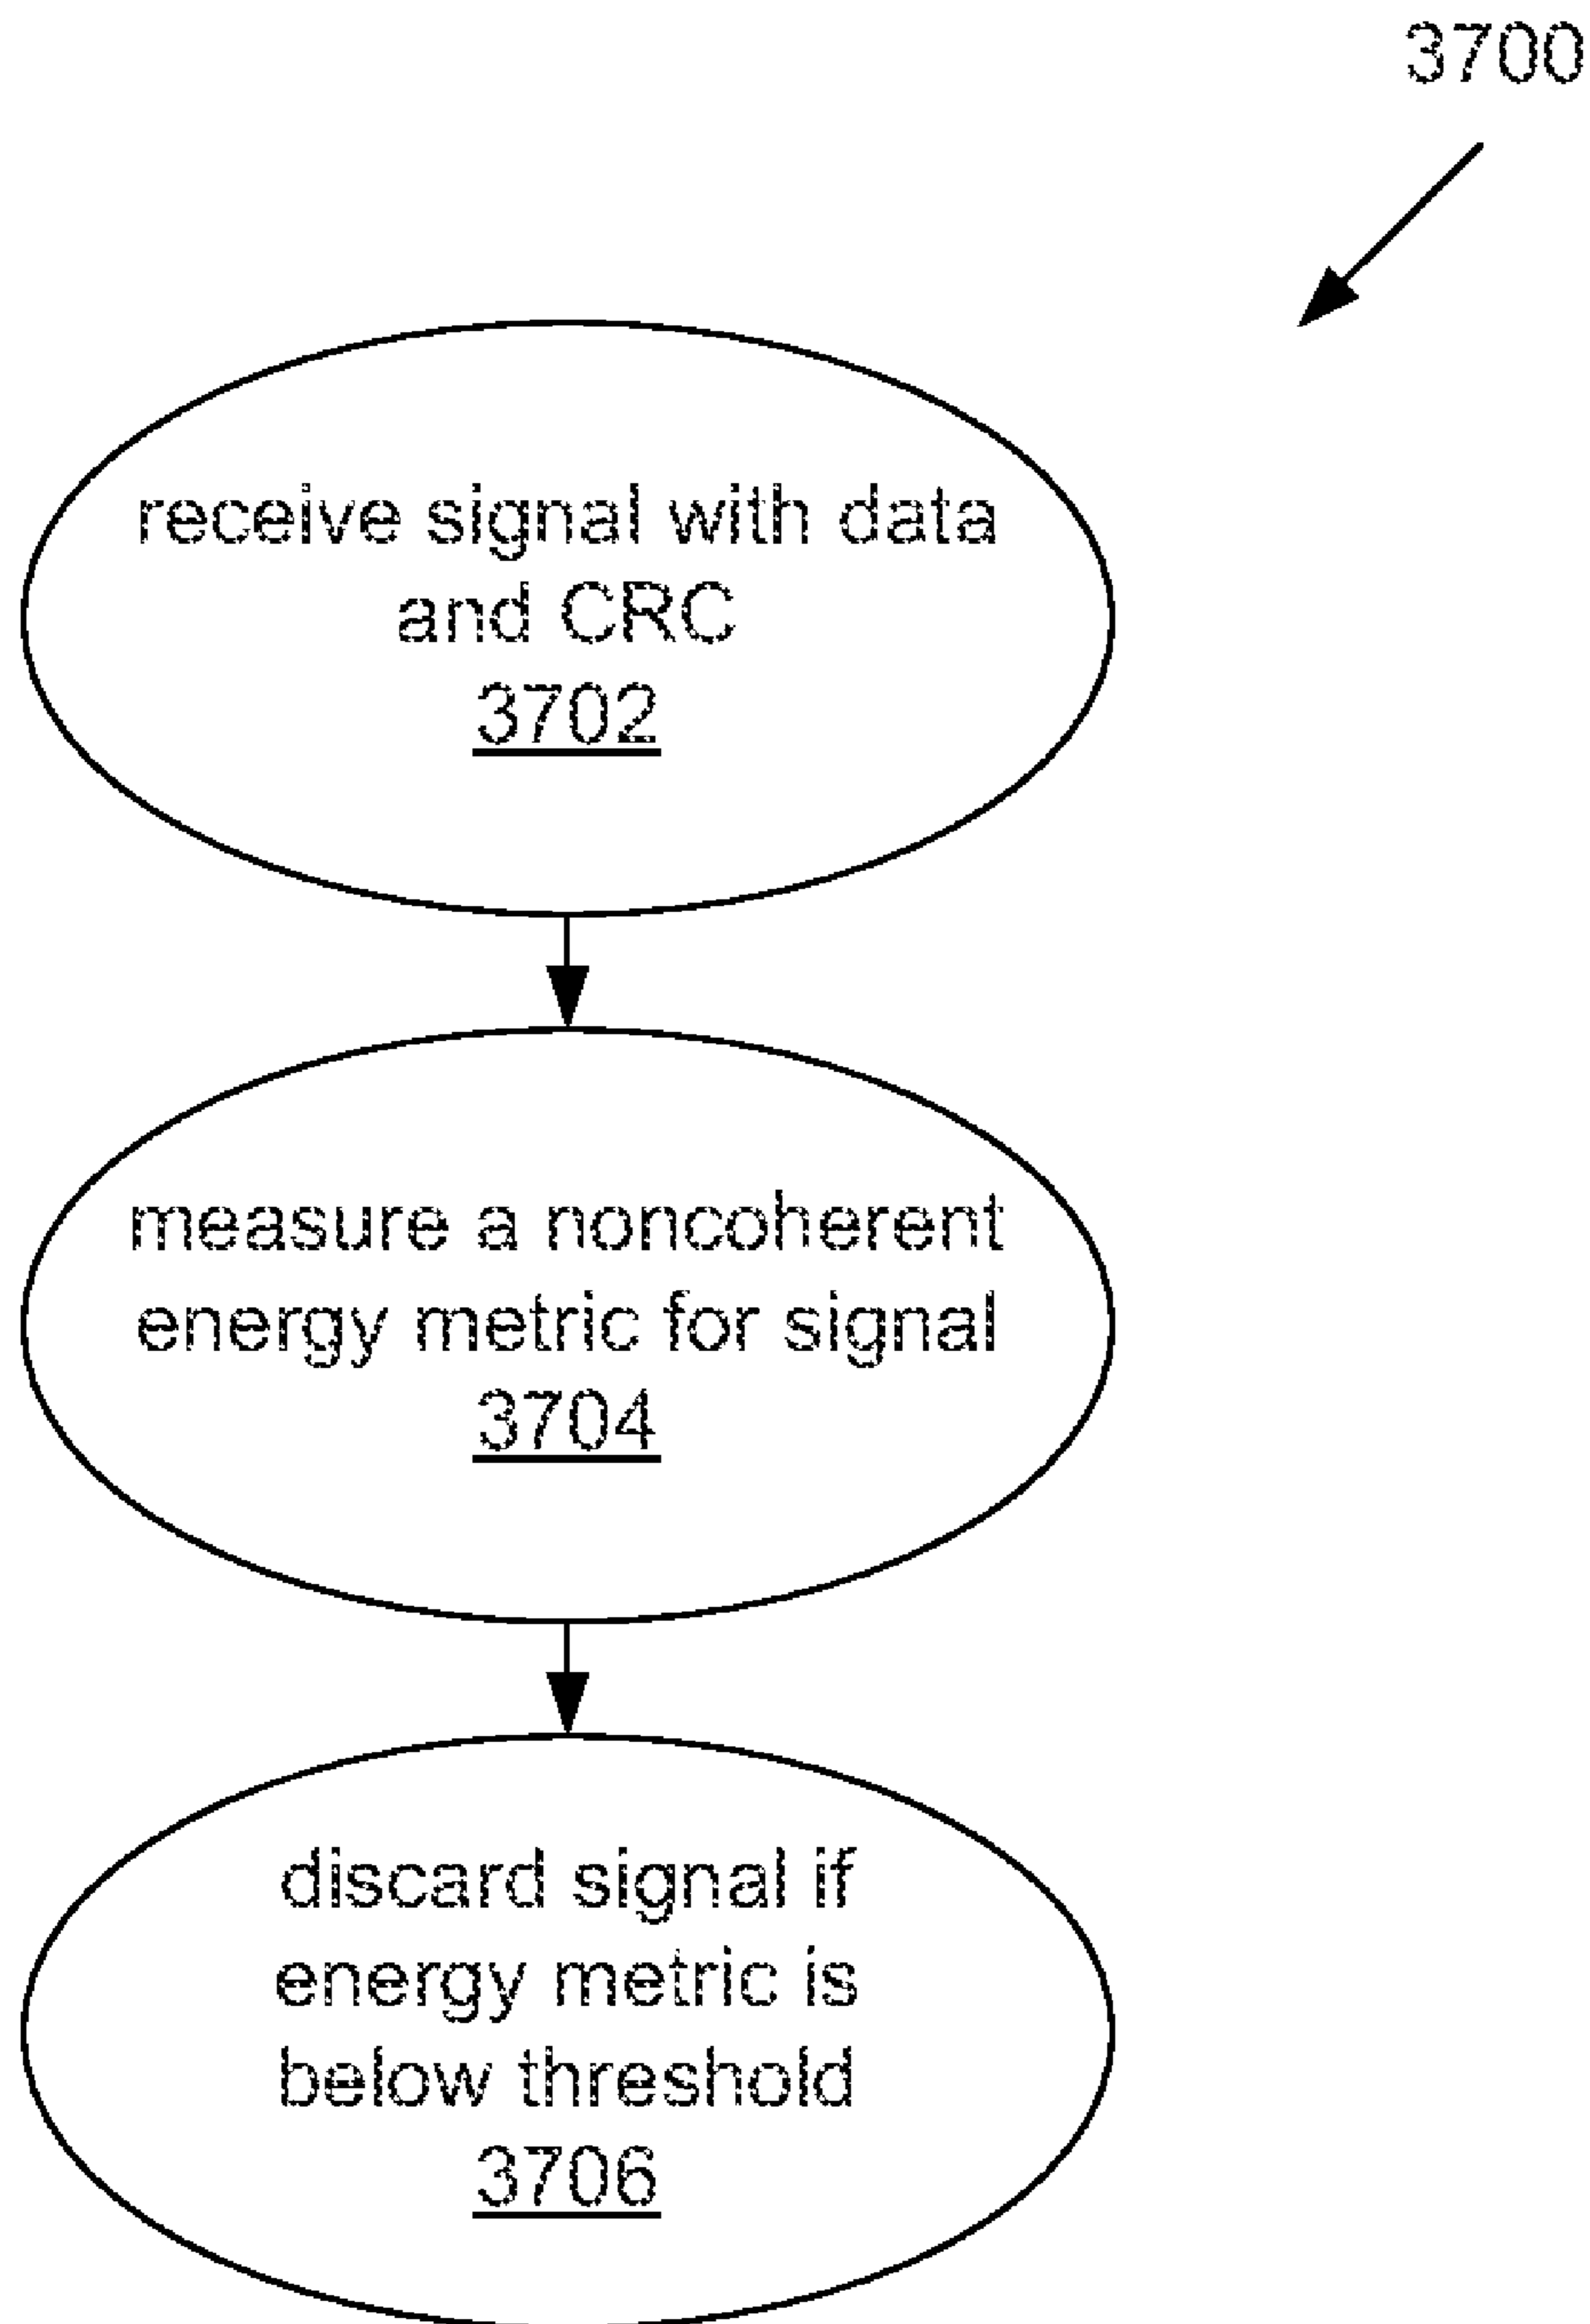 3700
receive signal with data
and CRC
3702
measure a noncoherent
energy metric for signal
3704
discard signal if
energy metric is
below threshold
3706